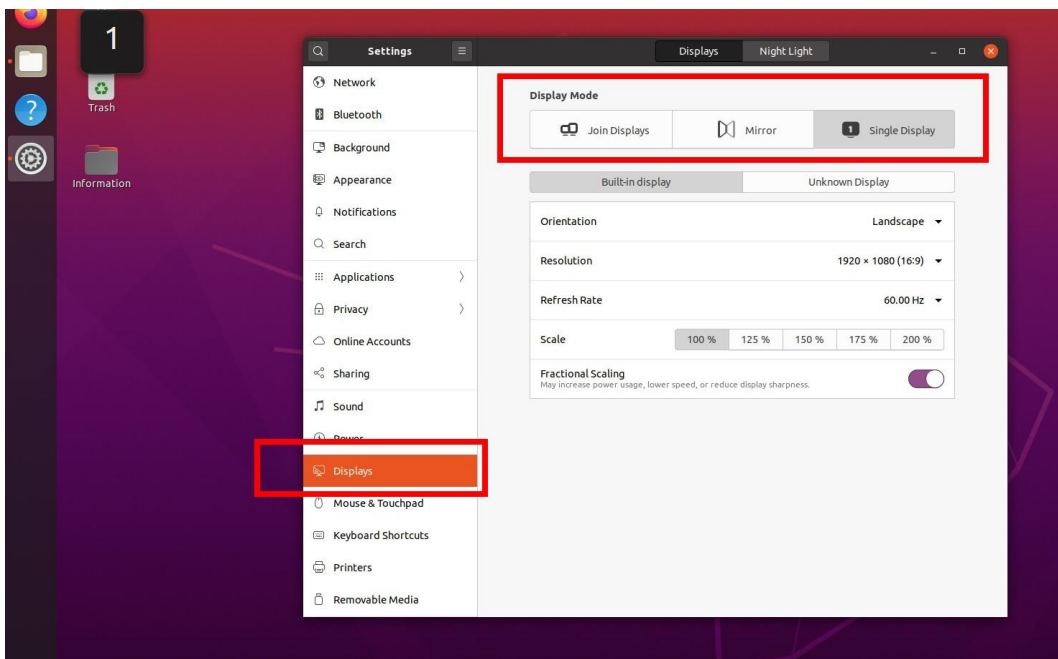 1
Trash
Information
Settings
Displays Night Light
Network
Bluetooth
Background
Appearance
Notifications
Search
Applications
Privacy
Online Accounts
Sharing
Sound
Power
Displays
Mouse & Touchpad
Keyboard Shortcuts
Printers
Removable Media
Display Mode
Join Displays Mirror 1 Single Display
Built-in display Unknown Display
Orientation Landscape
Resolution 1920 × 1080 (16:9)
Refresh Rate 60.00 Hz
Scale 100 % 125 % 150 % 175 % 200 %
Fractional Scaling
May increase power usage, lower speed, or reduce display sharpness.